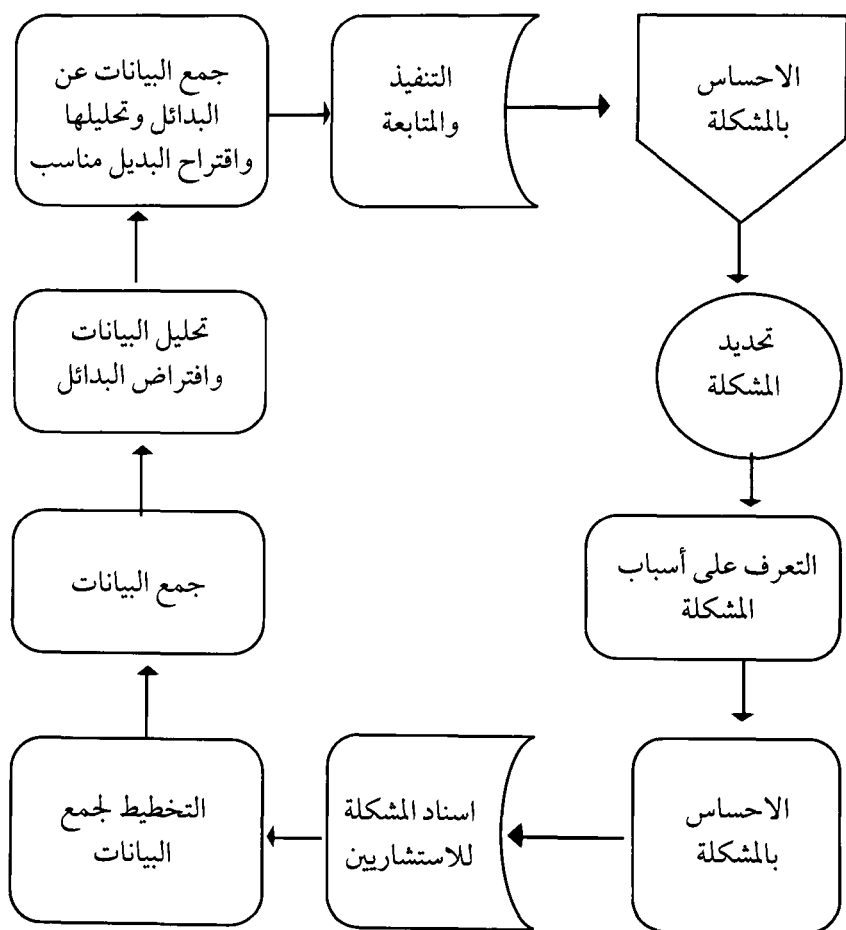 الاحساس
بالمشكلة
تحديد
المشكلة
التعرف على أسباب
المشكلة
الاحساس
بالمشكلة
اسناد المشكلة
للاستشاريين
التخطيط لجمع
البيانات
جمع البيانات
تحليل البيانات
وافتراض البدائل
جمع البيانات عن
البدائل وتحليلها
واقتراح البديل مناسب
التنفيذ
والمتابعة